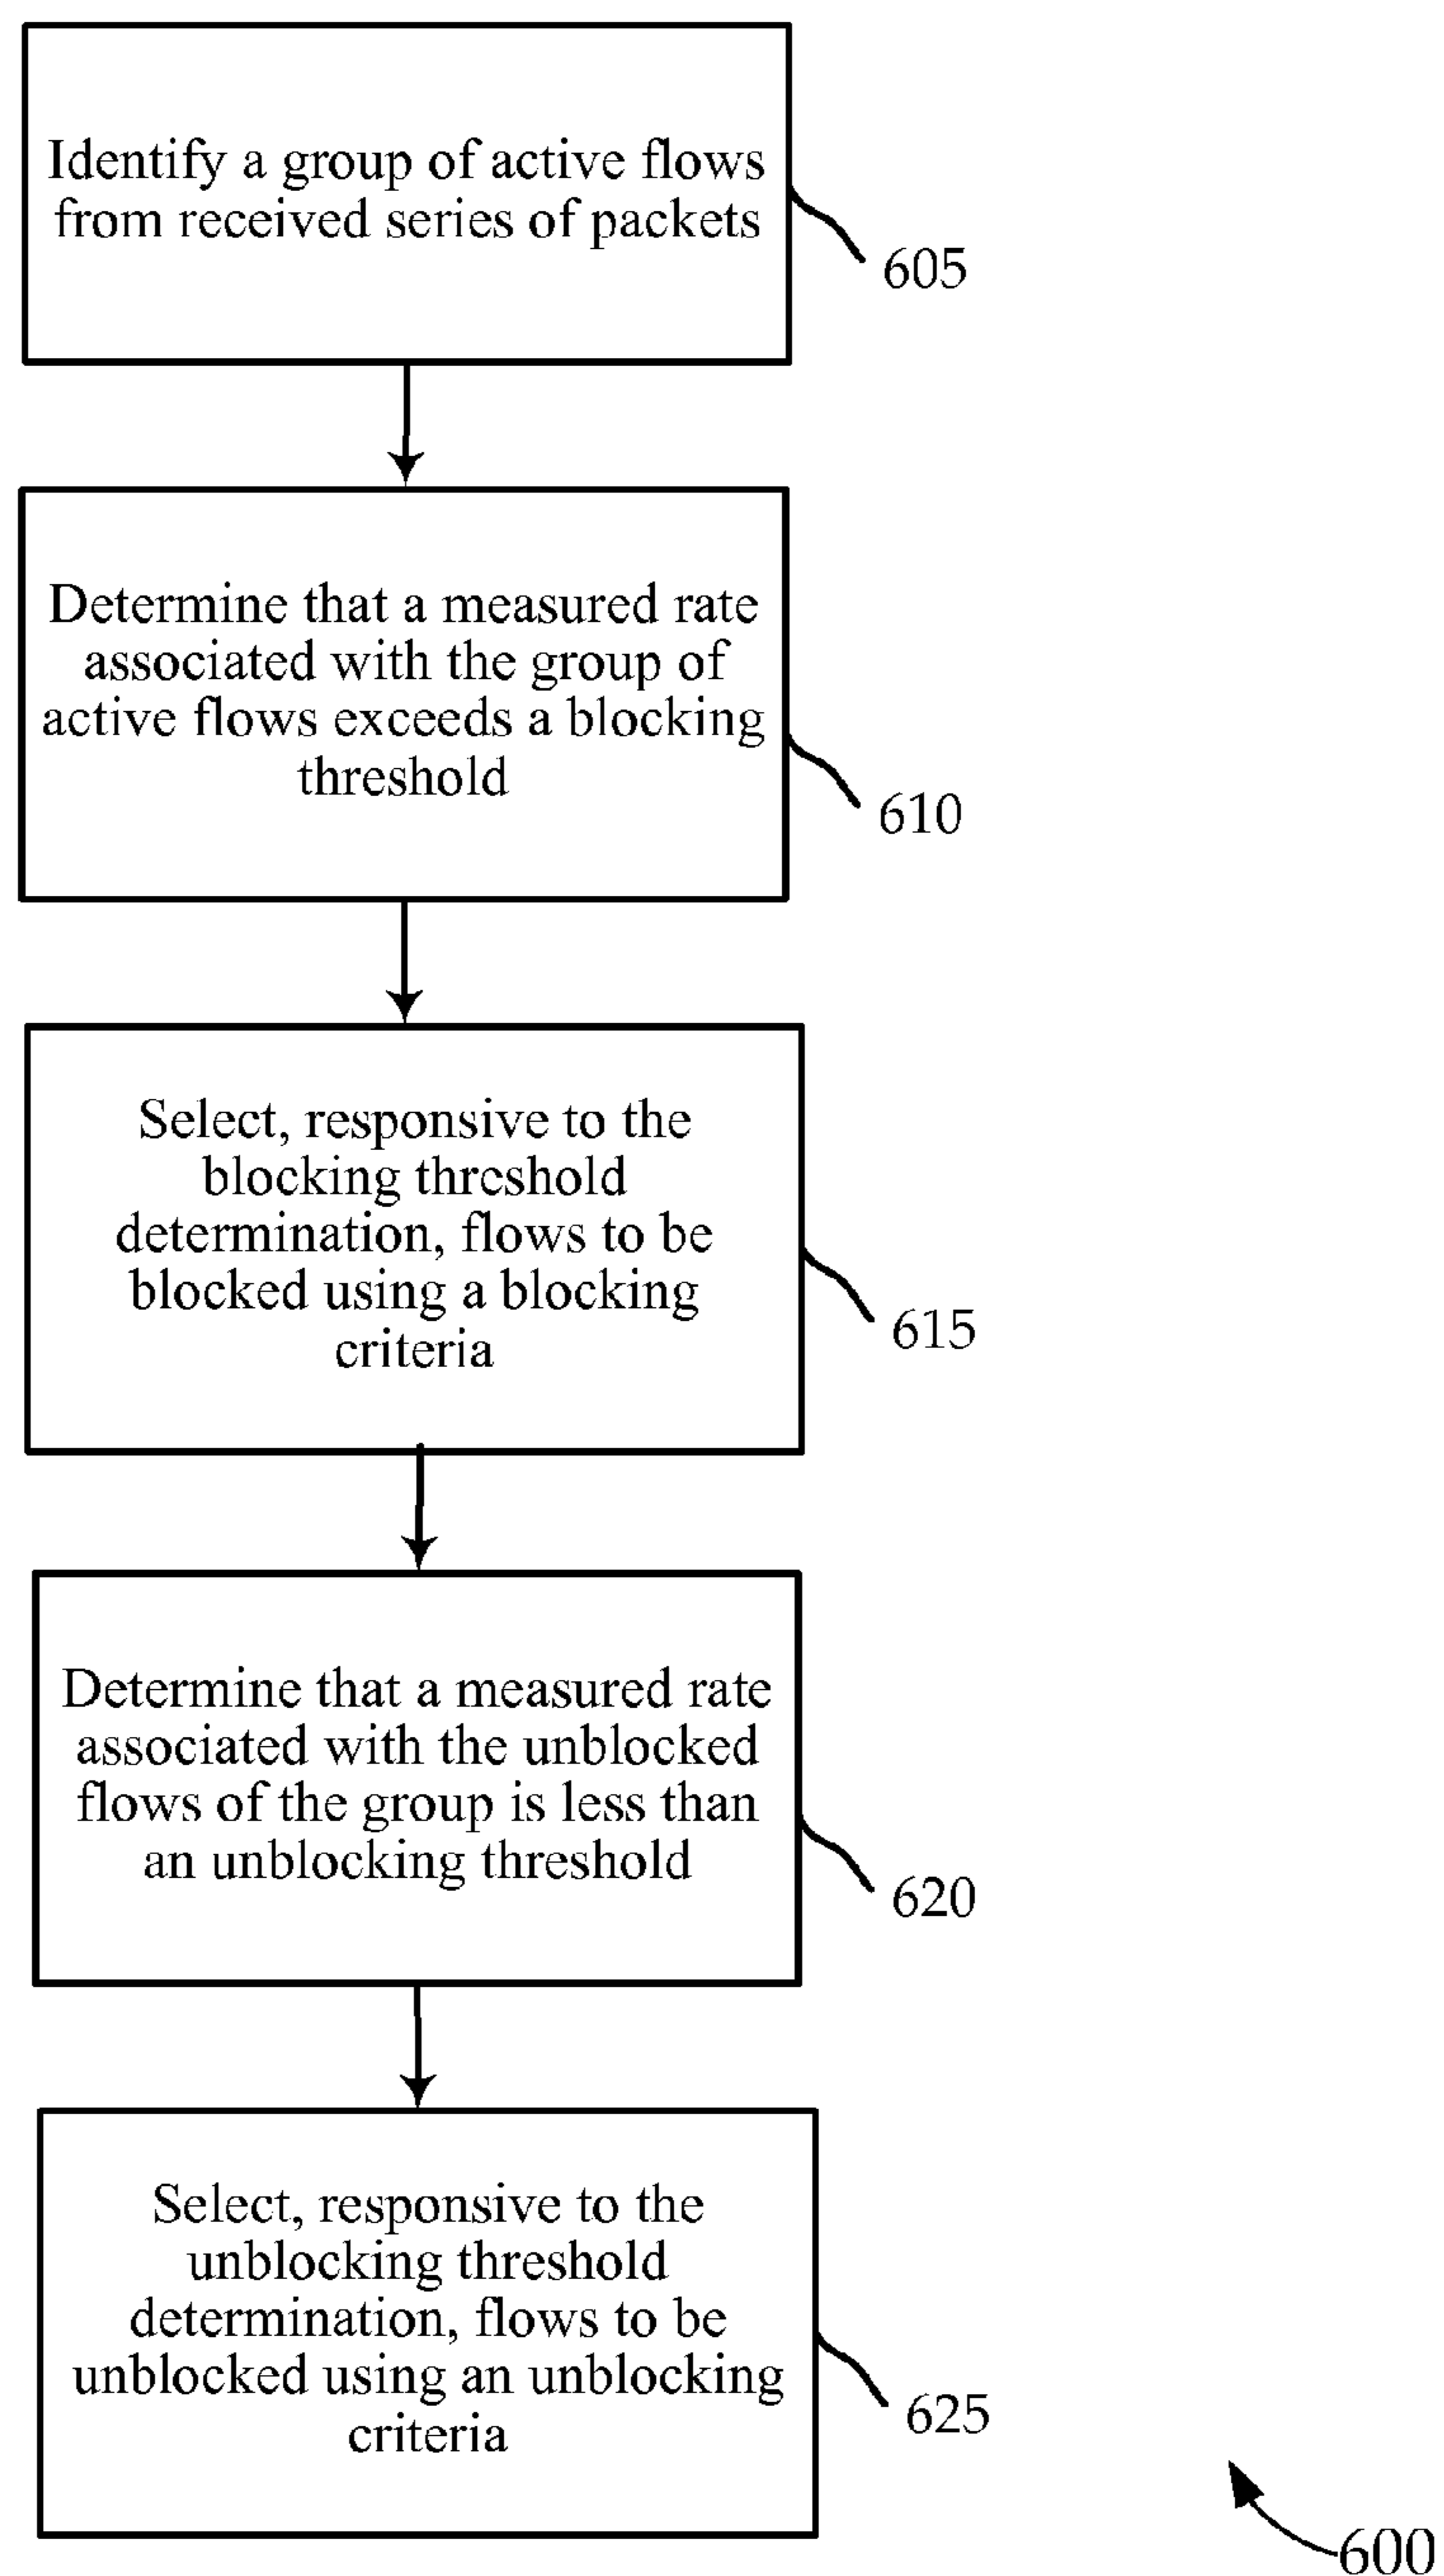 Identify a group of active flows
from received series of packets
605
Determine that a measured rate
associated with the group of
active flows exceeds a blocking
threshold
610
Select, responsive to the
blocking threshold
determination, flows to be
blocked using a blocking
criteria
615
Determine that a measured rate
associated with the unblocked
flows of the group is less than
an unblocking threshold
620
Select, responsive to the
unblocking threshold
determination, flows to be
unblocked using an unblocking
criteria
625
600